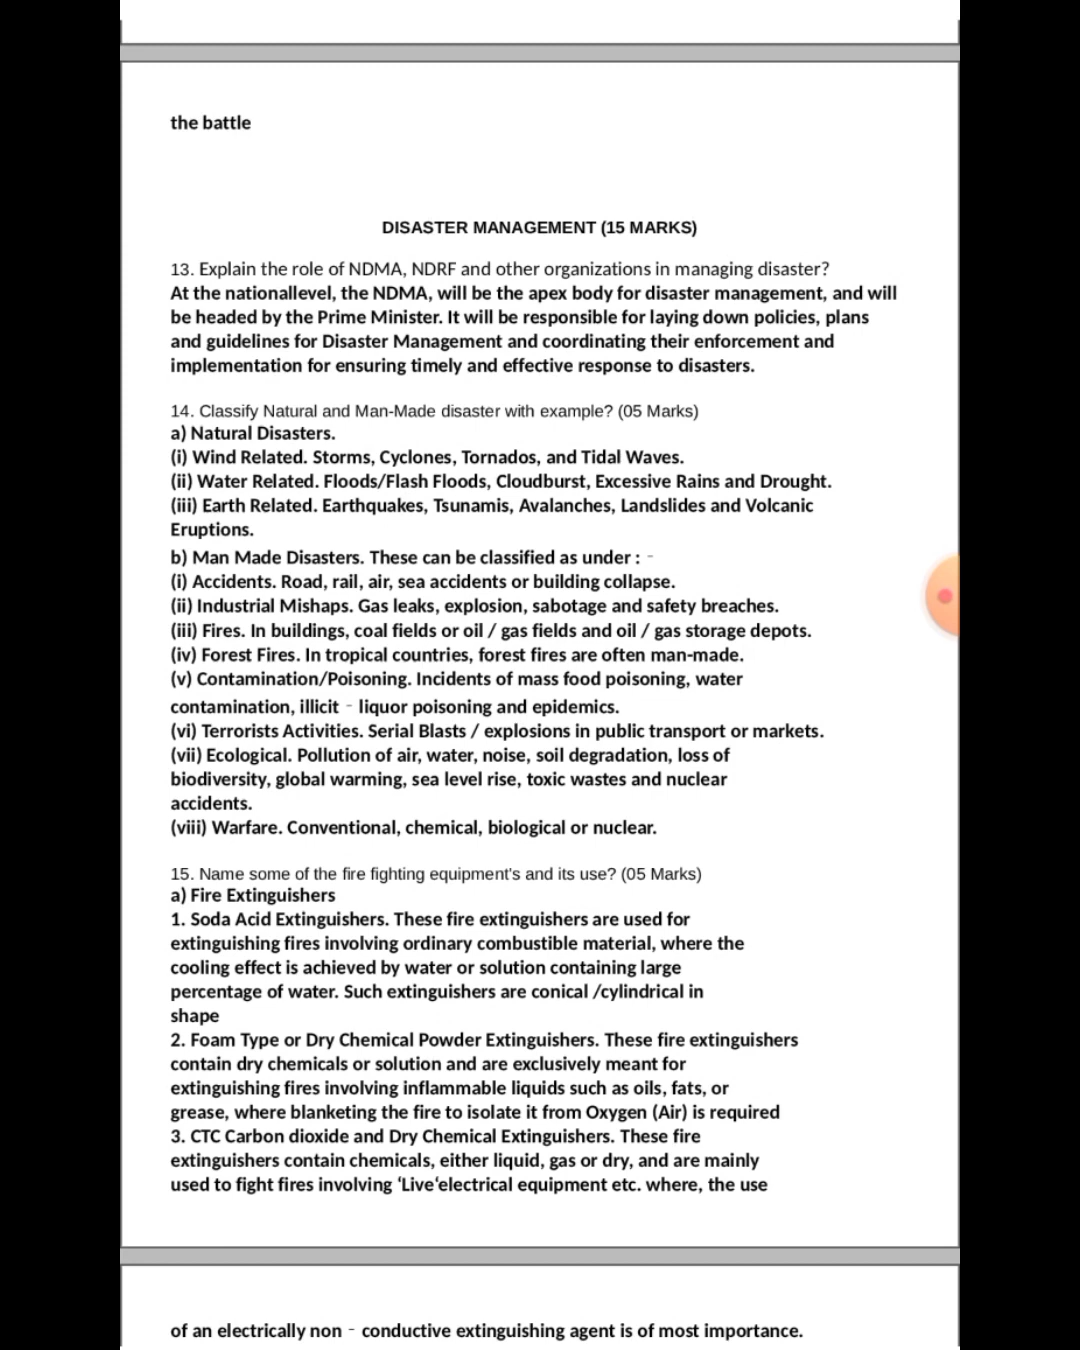 the battle
DISASTER MANAGEMENT (15 MARKS)
13. Explain the role of NDMA, NDRF and other organizations in managing disaster?
At the nationallevel, the NDMA, will be the apex body for disaster management, and will
be headed by the Prime Minister. It will be responsible for laying down policies, plans
and guidelines for Disaster Management and coordinating their enforcement and
implementation for ensuring timely and effective response to disasters.
14. Classify Natural and Man-Made disaster with example? (05 Marks)
a) Natural Disasters.
(i) Wind Related. Storms, Cyclones, Tornados, and Tidal Waves.
(ii) Water Related. Floods/Flash Floods, Cloudburst, Excessive Rains and Drought.
(iii) Earth Related. Earthquakes, Tsunamis, Avalanches, Landslides and Volcanic
Eruptions.
b) Man Made Disasters. These can be classified as under : -
(i) Accidents. Road, rail, air, sea accidents or building collapse.
(ii) Industrial Mishaps. Gas leaks, explosion, sabotage and safety breaches.
(iii) Fires. In buildings, coal fields or oil / gas fields and oil / gas storage depots.
(iv) Forest Fires. In tropical countries, forest fires are often man-made.
(v) Contamination/Poisoning. Incidents of mass food poisoning, water
contamination, illicit - liquor poisoning and epidemics.
(vi) Terrorists Activities. Serial Blasts / explosions in public transport or markets.
(vii) Ecological. Pollution of air, water, noise, soil degradation, loss of
biodiversity, global warming, sea level rise, toxic wastes and nuclear
accidents.
(viii) Warfare. Conventional, chemical, biological or nuclear.
15. Name some of the fire fighting equipment's and its use? (05 Marks)
a) Fire Extinguishers
1. Soda Acid Extinguishers. These fire extinguishers are used for
extinguishing fires involving ordinary combustible material, where the
cooling effect is achieved by water or solution containing large
percentage of water. Such extinguishers are conical /cylindrical in
shape
2. Foam Type or Dry Chemical Powder Extinguishers. These fire extinguishers
contain dry chemicals or solution and are exclusively meant for
extinguishing fires involving inflammable liquids such as oils, fats, or
grease, where blanketing the fire to isolate it from Oxygen (Air) is required
3. CTC Carbon dioxide and Dry Chemical Extinguishers. These fire
extinguishers contain chemicals, either liquid, gas or dry, and are mainly
used to fight fires involving ‘Live‘electrical equipment etc. where, the use
of an electrically non - conductive extinguishing agent is of most importance.